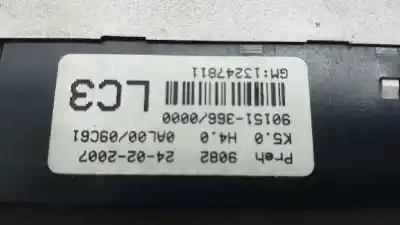 Preh 9082 24-02-2007
K5.0 H4.0 0AL00/09C61
90151-366/0000
LC3
GM:13247811